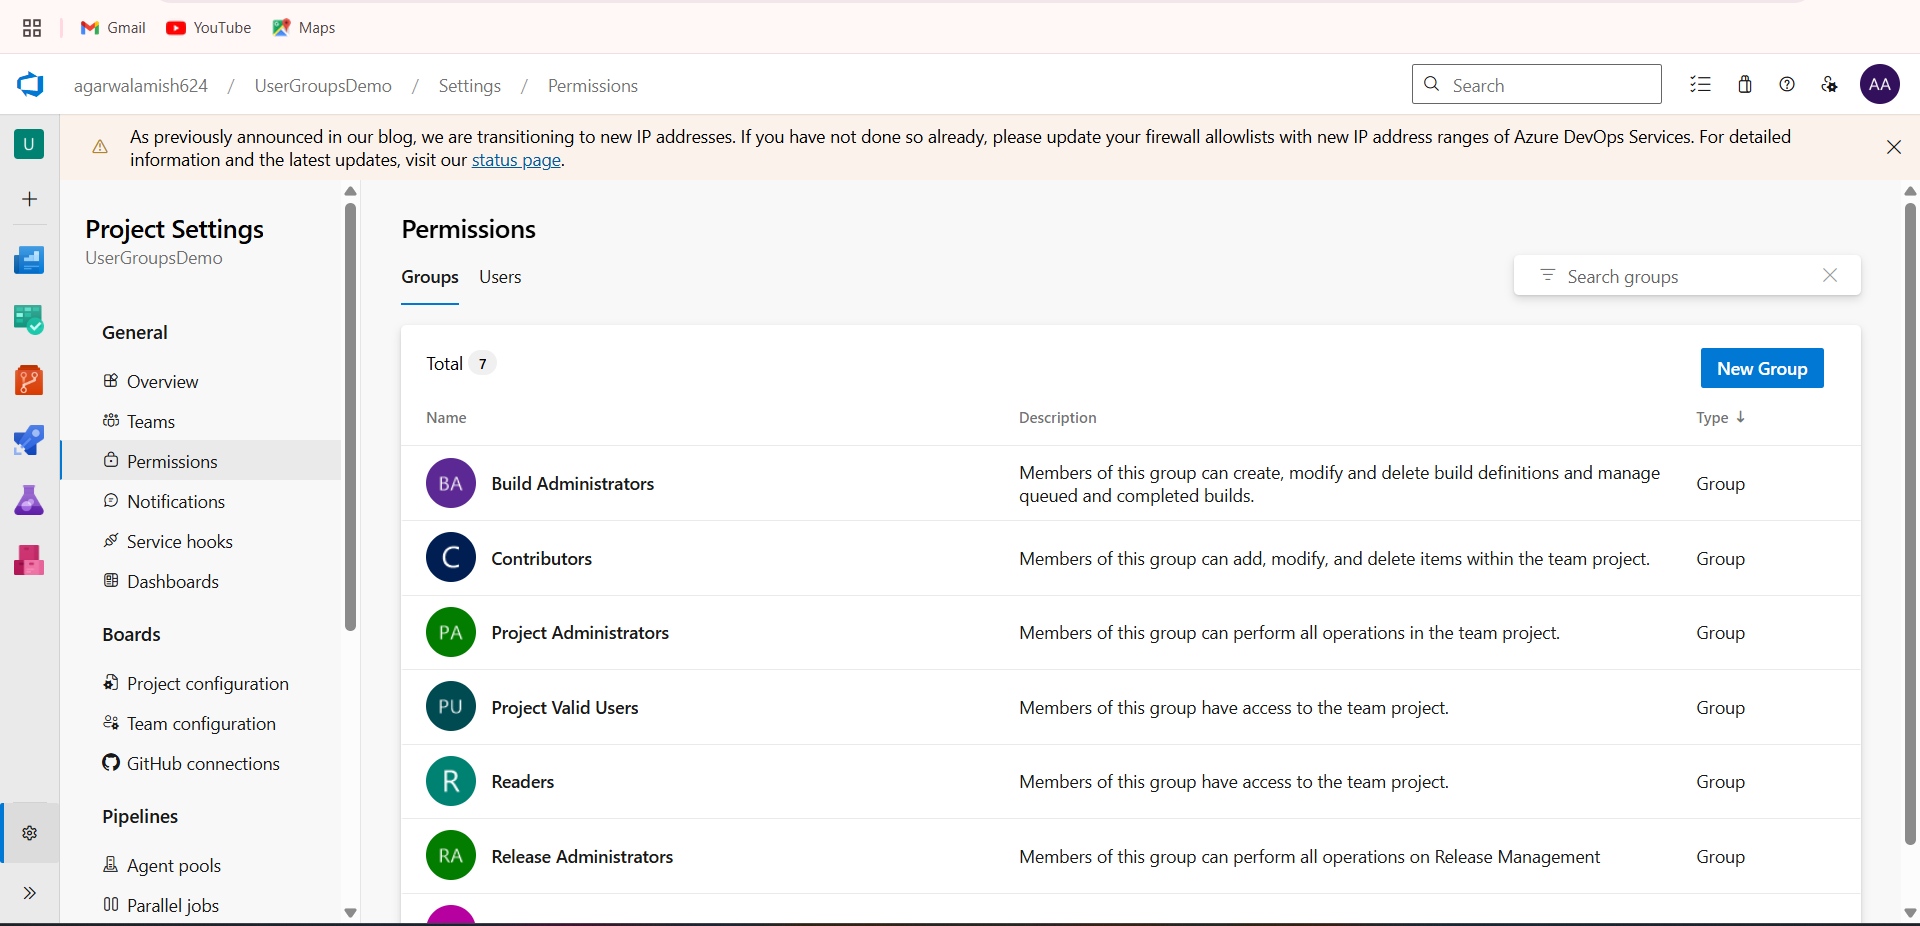 Gmail
YouTube
Maps
agarwalamish624 / UserGroupsDemo / Settings / Permissions
Search
AA
U
As previously announced in our blog, we are transitioning to new IP addresses. If you have not done so already, please update your firewall allowlists with new IP address ranges of Azure DevOps Services. For detailed
information and the latest updates, visit our status page.
Project Settings
UserGroupsDemo
General
Overview
Teams
Permissions
Notifications
Service hooks
Dashboards
Boards
Project configuration
Team configuration
GitHub connections
Pipelines
Agent pools
Parallel jobs
Permissions
Groups
Users
Search groups
Total 7
New Group
Name
Description
Type
BA
Build Administrators
Members of this group can create, modify and delete build definitions and manage
queued and completed builds.
Group
C
Contributors
Members of this group can add, modify, and delete items within the team project.
Group
PA
Project Administrators
Members of this group can perform all operations in the team project.
Group
PU
Project Valid Users
Members of this group have access to the team project.
Group
R
Readers
Members of this group have access to the team project.
Group
RA
Release Administrators
Members of this group can perform all operations on Release Management
Group